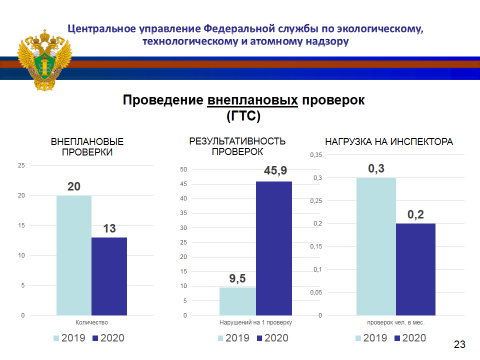 Центральное управление Федеральной службы по экологическому,
технологическому и атомному надзору
Проведение внеплановых проверок
(ГТС)
ВНЕПЛАНОВЫЕ
ПРОВЕРКИ
25
20
15
10
5
0
20
13
Количество
2019 2020
РЕЗУЛЬТАТИВНОСТЬ
ПРОВЕРОК
50
45
40
35
30
25
20
15
10
5
0
9,5
45,9
Нарушений на 1 проверку
2019 2020
НАГРУЗКА НА ИНСПЕКТОРА
0,35
0,3
0,25
0,2
0,15
0,1
0,05
0
0,3
0,2
проверок чел. в мес.
2019 2020
23